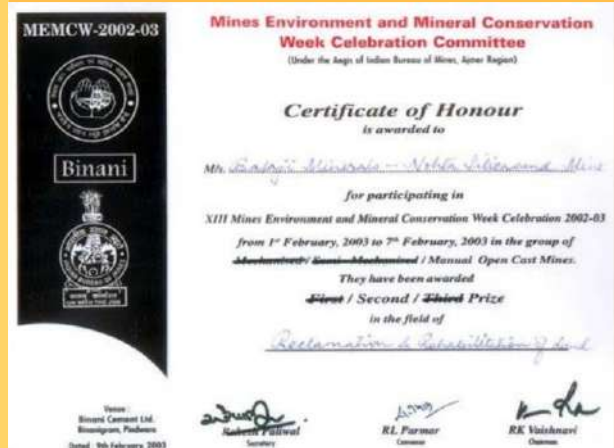 MEMCW-2002-03
Binani
Mines Environment and Mineral Conservation
Week Celebration Committee
(Under the Aegis of Indian Bureau of Mines, Ajmer Region)
Certificate of Honour
is awarded to
M/s. Balaji Minerals - Nohta Silicasand Mine
for participating in
XIII Mines Environment and Mineral Conservation Week Celebration 2002-03
from 1st February, 2003 to 7th February, 2003 in the group of
Mechanised / Semi-Mechanised / Manual Open Cast Mines.
They have been awarded
First / Second / Third Prize
in the field of
Reclamation & Rehabilitation of land
Venue :
Binani Cement Ltd.
Binanigram, Pindwara
Dated : 9th February, 2003
Rakesh Paliwal
Secretary
RL Parmar
Convenor
RK Vaishnavi
Chairman